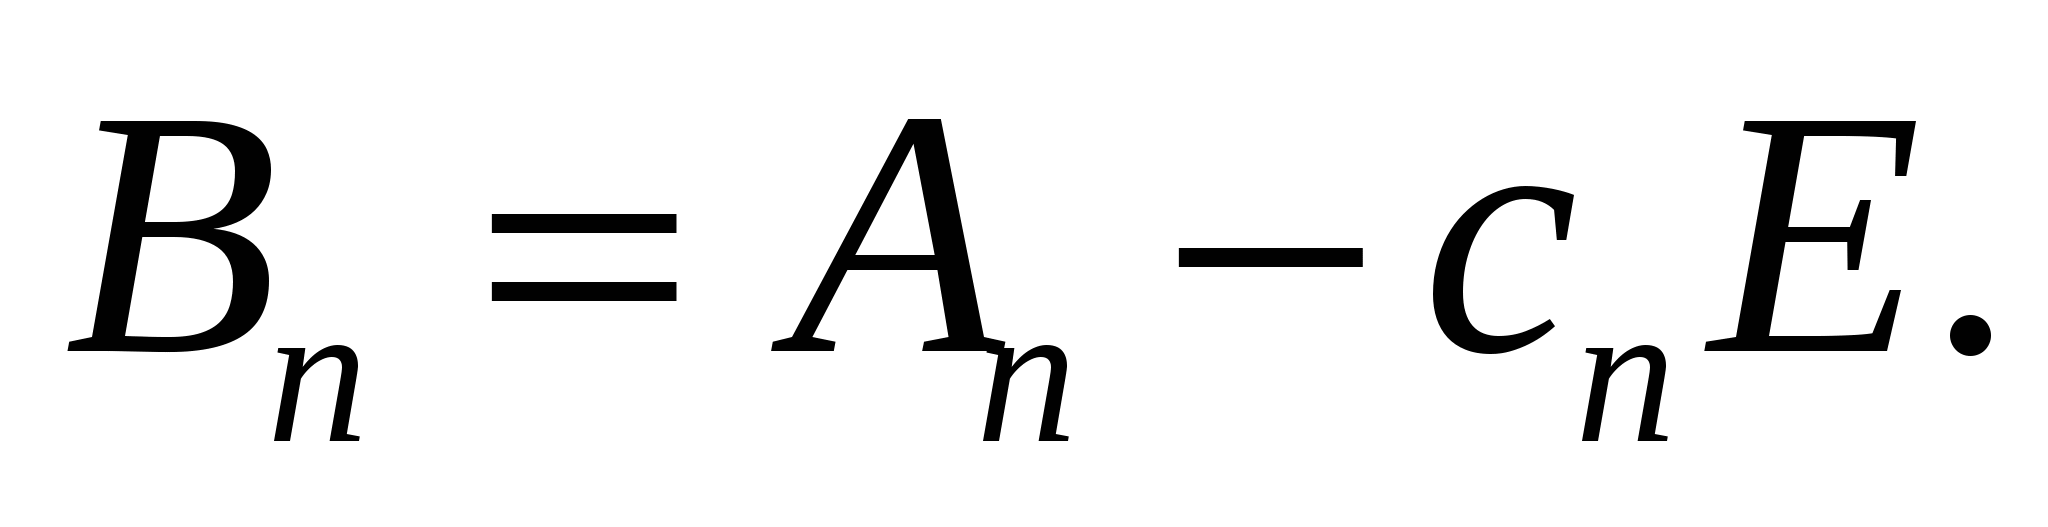 Bₙ = Aₙ − cₙE.